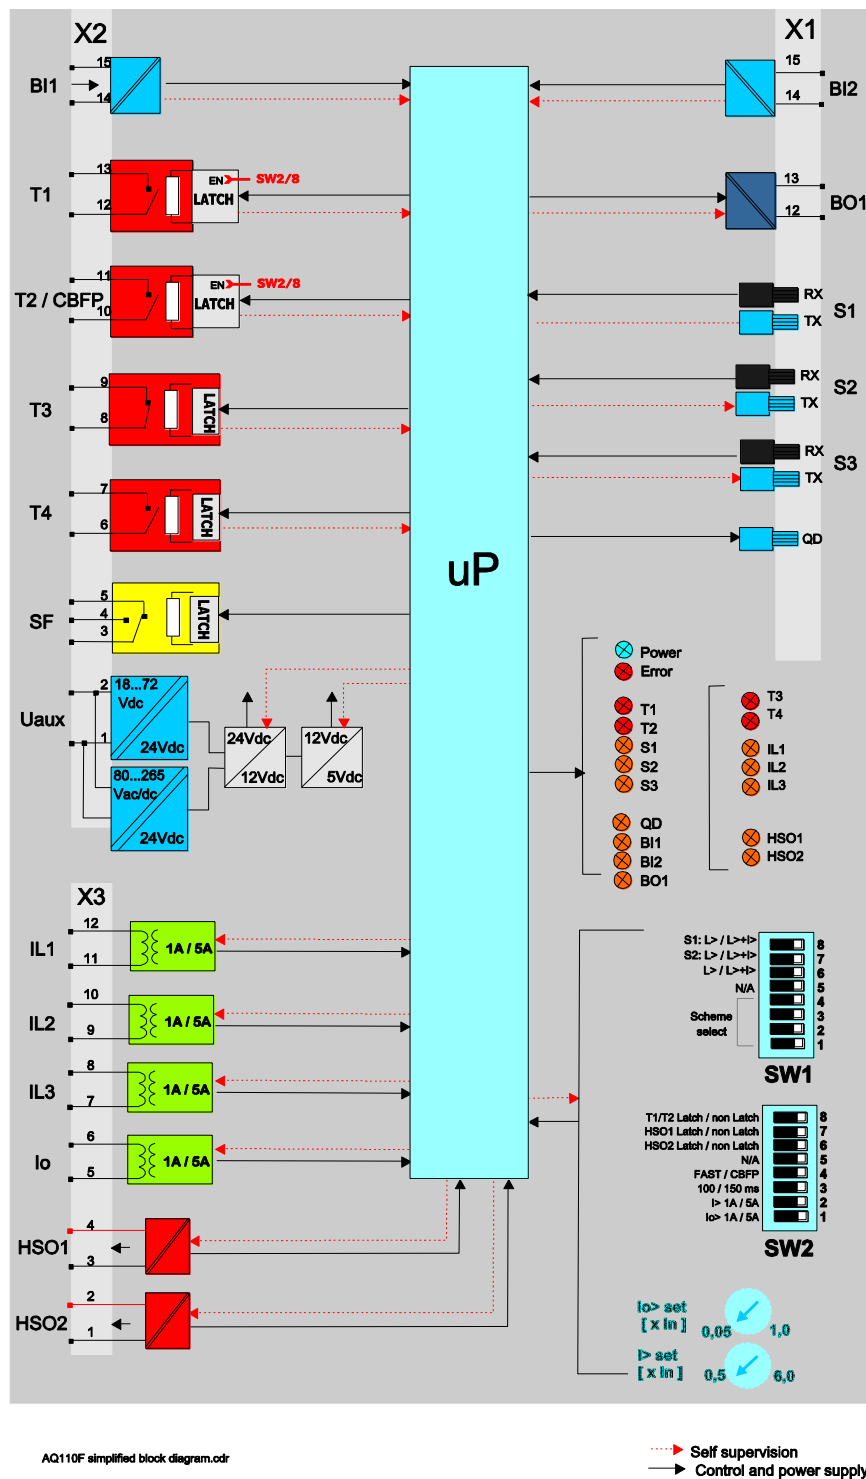 X2
X1
15
BI1
14
15
14
BI2
13
T1
12
EN
SW2/8
LATCH
13
12
BO1
11
T2 / CBFP
10
EN
SW2/8
LATCH
RX
S1
TX
9
T3
8
LATCH
RX
S2
TX
RX
S3
TX
7
T4
6
LATCH
QD
uP
5
SF
4
3
LATCH
2
Uaux
1
18...72
Vdc
24Vdc
80...265
Vac/dc
24Vdc
24Vdc
12Vdc
12Vdc
5Vdc
Power
Error
T1
T2
S1
S2
S3
QD
BI1
BI2
BO1
T3
T4
IL1
IL2
IL3
HSO1
HSO2
X3
12
IL1
11
1A / 5A
10
IL2
9
1A / 5A
8
IL3
7
1A / 5A
6
Io
5
1A / 5A
4
HSO1
3
2
HSO2
1
S1: L> / L>+I>
8
S2: L> / L>+I>
7
L> / L>+I>
6
N/A
5
4
Scheme
select
3
2
1
SW1
T1/T2 Latch / non Latch
8
HSO1 Latch / non Latch
7
HSO2 Latch / non Latch
6
N/A
5
FAST / CBFP
4
100 / 150 ms
3
I> 1A / 5A
2
Io> 1A / 5A
1
SW2
Io> set
[ x In ]
0,05
1,0
I> set
[ x In ]
0,5
6,0
AQ110F simplified block diagram.cdr
Self supervision
Control and power supply